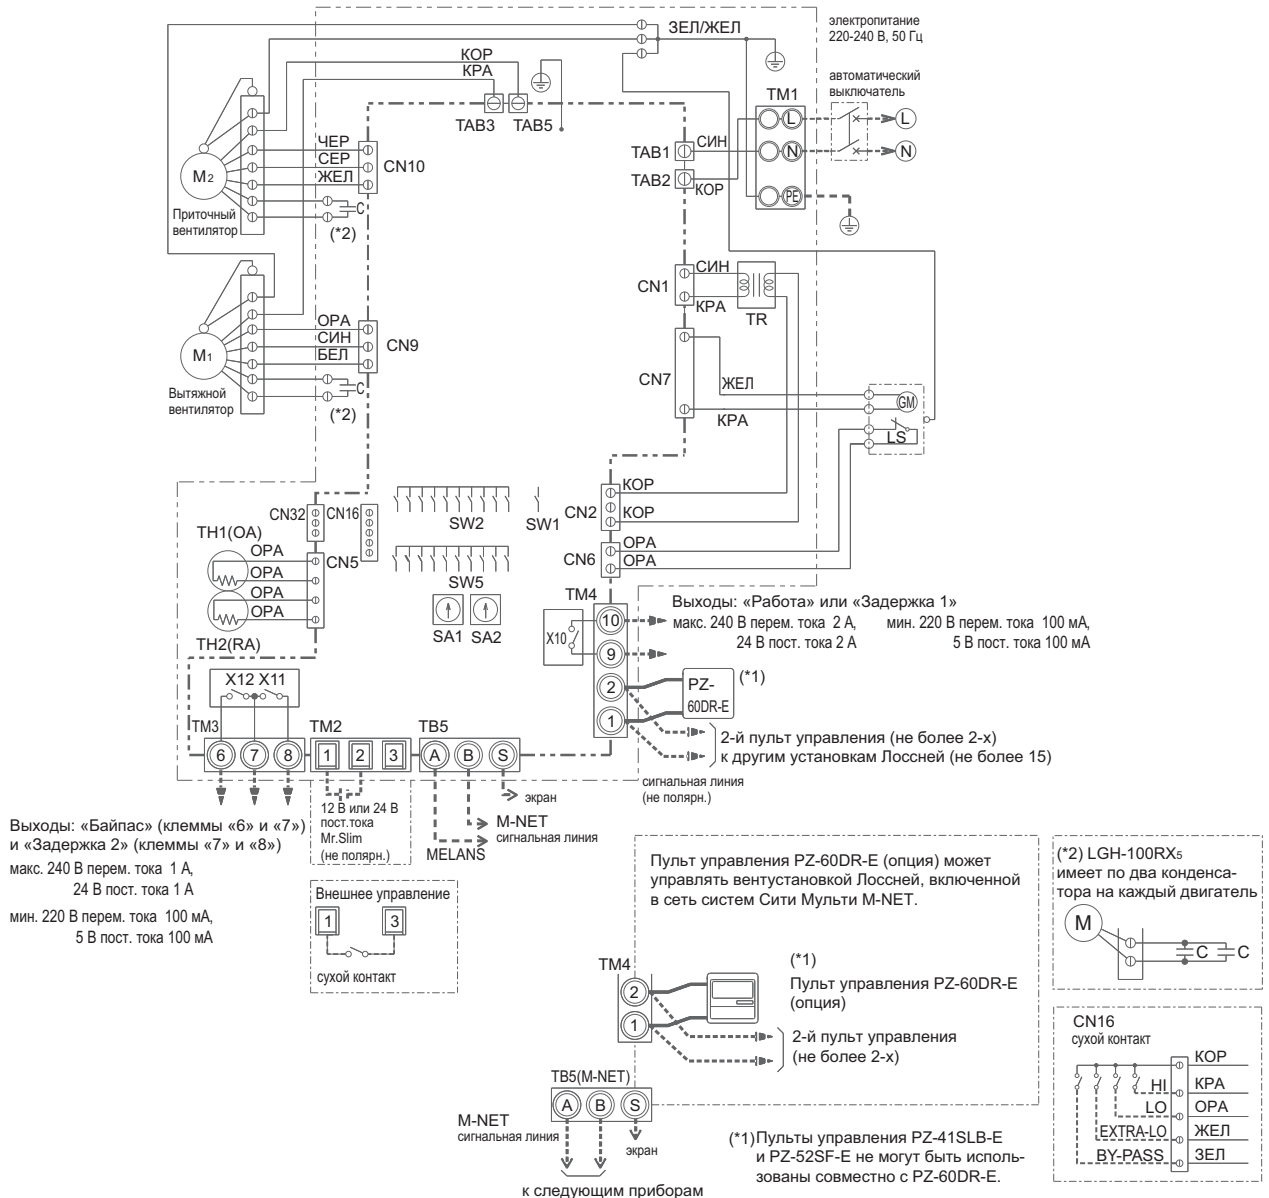 ЗЕЛ/ЖЕЛ
электропитание
220-240 В, 50 Гц
КОР
КРА
автоматический
выключатель
TAB3
TAB5
TM1
L
L
N
N
PE
TAB1
СИН
TAB2
КОР
ЧЕР
СЕР
ЖЕЛ
CN10
M2
C
(*2)
Приточный
вентилятор
CN1
СИН
КРА
TR
ОРА
СИН
БЕЛ
CN9
M1
C
(*2)
Вытяжной
вентилятор
CN7
ЖЕЛ
КРА
GM
LS
CN32
CN16
SW2
SW1
CN2
КОР
КОР
TH1(OA)
ОРА
ОРА
ОРА
ОРА
CN5
TH2(RA)
SW5
SA1
SA2
CN6
ОРА
ОРА
TM4
X10
10
9
2
1
Выходы: «Работа» или «Задержка 1»
макс. 240 В перем. тока 2 А,
24 В пост. тока 2 А
мин. 220 В перем. тока 100 мА,
5 В пост. тока 100 мА
PZ-
60DR-E
(*1)
2-й пульт управления (не более 2-х)
к другим установкам Лоссней (не более 15)
сигнальная линия
(не полярн.)
X12 X11
TM3
6
7
8
TM2
1
2
3
TB5
A
B
S
экран
M-NET
сигнальная линия
MELANS
12 В или 24 В
пост.тока
Mr.Slim
(не полярн.)
Выходы: «Байпас» (клеммы «6» и «7»)
и «Задержка 2» (клеммы «7» и «8»)
макс. 240 В перем. тока 1 А,
24 В пост. тока 1 А
мин. 220 В перем. тока 100 мА,
5 В пост. тока 100 мА
Внешнее управление
1
3
сухой контакт
Пульт управления PZ-60DR-E (опция) может
управлять вентустановкой Лоссней, включенной
в сеть систем Сити Мульти M-NET.
TM4
2
1
(*1)
Пульт управления PZ-60DR-E
(опция)
2-й пульт управления
(не более 2-х)
TB5(M-NET)
A
B
S
M-NET
сигнальная линия
экран
к следующим приборам
(*1)Пульты управления PZ-41SLB-E
и PZ-52SF-E не могут быть исполь-
зованы совместно с PZ-60DR-E.
(*2) LGH-100RX5
имеет по два конденса-
тора на каждый двигатель
M
C
C
CN16
сухой контакт
КОР
HI
КРА
LO
ОРА
EXTRA-LO
ЖЕЛ
BY-PASS
ЗЕЛ